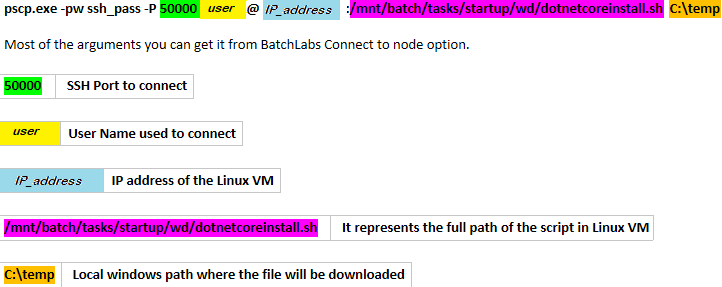 pscp.exe -pw ssh_pass -P 50000 user @ IP_address :/mnt/batch/tasks/startup/wd/dotnetcoreinstall.sh C:\temp
Most of the arguments you can get it from BatchLabs Connect to node option.
50000 SSH Port to connect
user User Name used to connect
IP_address IP address of the Linux VM
/mnt/batch/tasks/startup/wd/dotnetcoreinstall.sh It represents the full path of the script in Linux VM
C:\temp Local windows path where the file will be downloaded